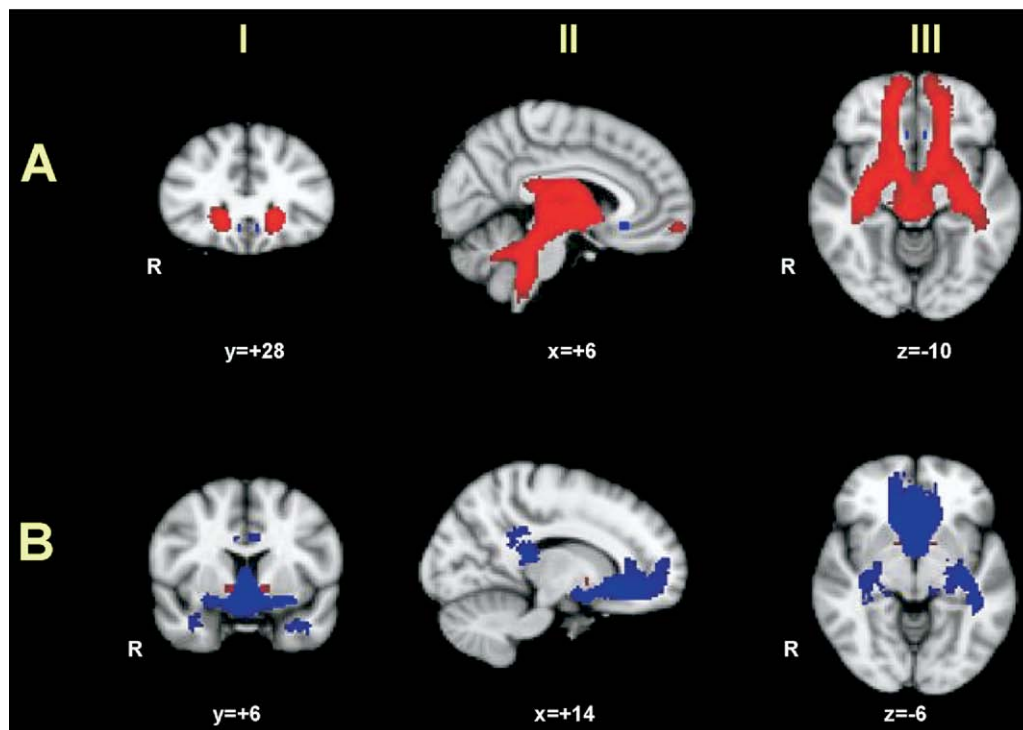 I II III
A
R R
y=+28 x=+6 z=-10
B
R R
y=+6 x=+14 z=-6